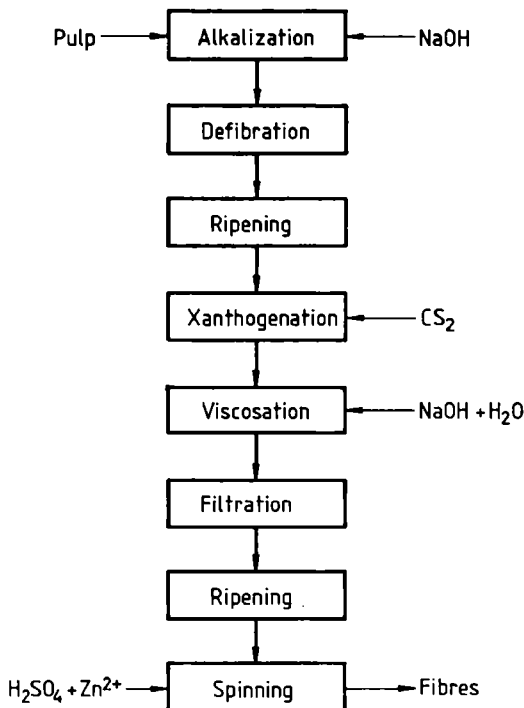 Pulp Alkalization NaOH
Defibration
Ripening
Xanthogenation CS₂
Viscosation NaOH + H₂O
Filtration
Ripening
H₂SO₄ + Zn²⁺ Spinning Fibres